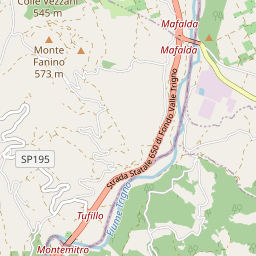 Colle Vezzani
545 m
Mafalda
Mafalda
Monte
Fanino
573 m
Strada Statale 650 di Fondo Valle Trigno
SP195
Tufillo
Fiume Trigno
Montemitro